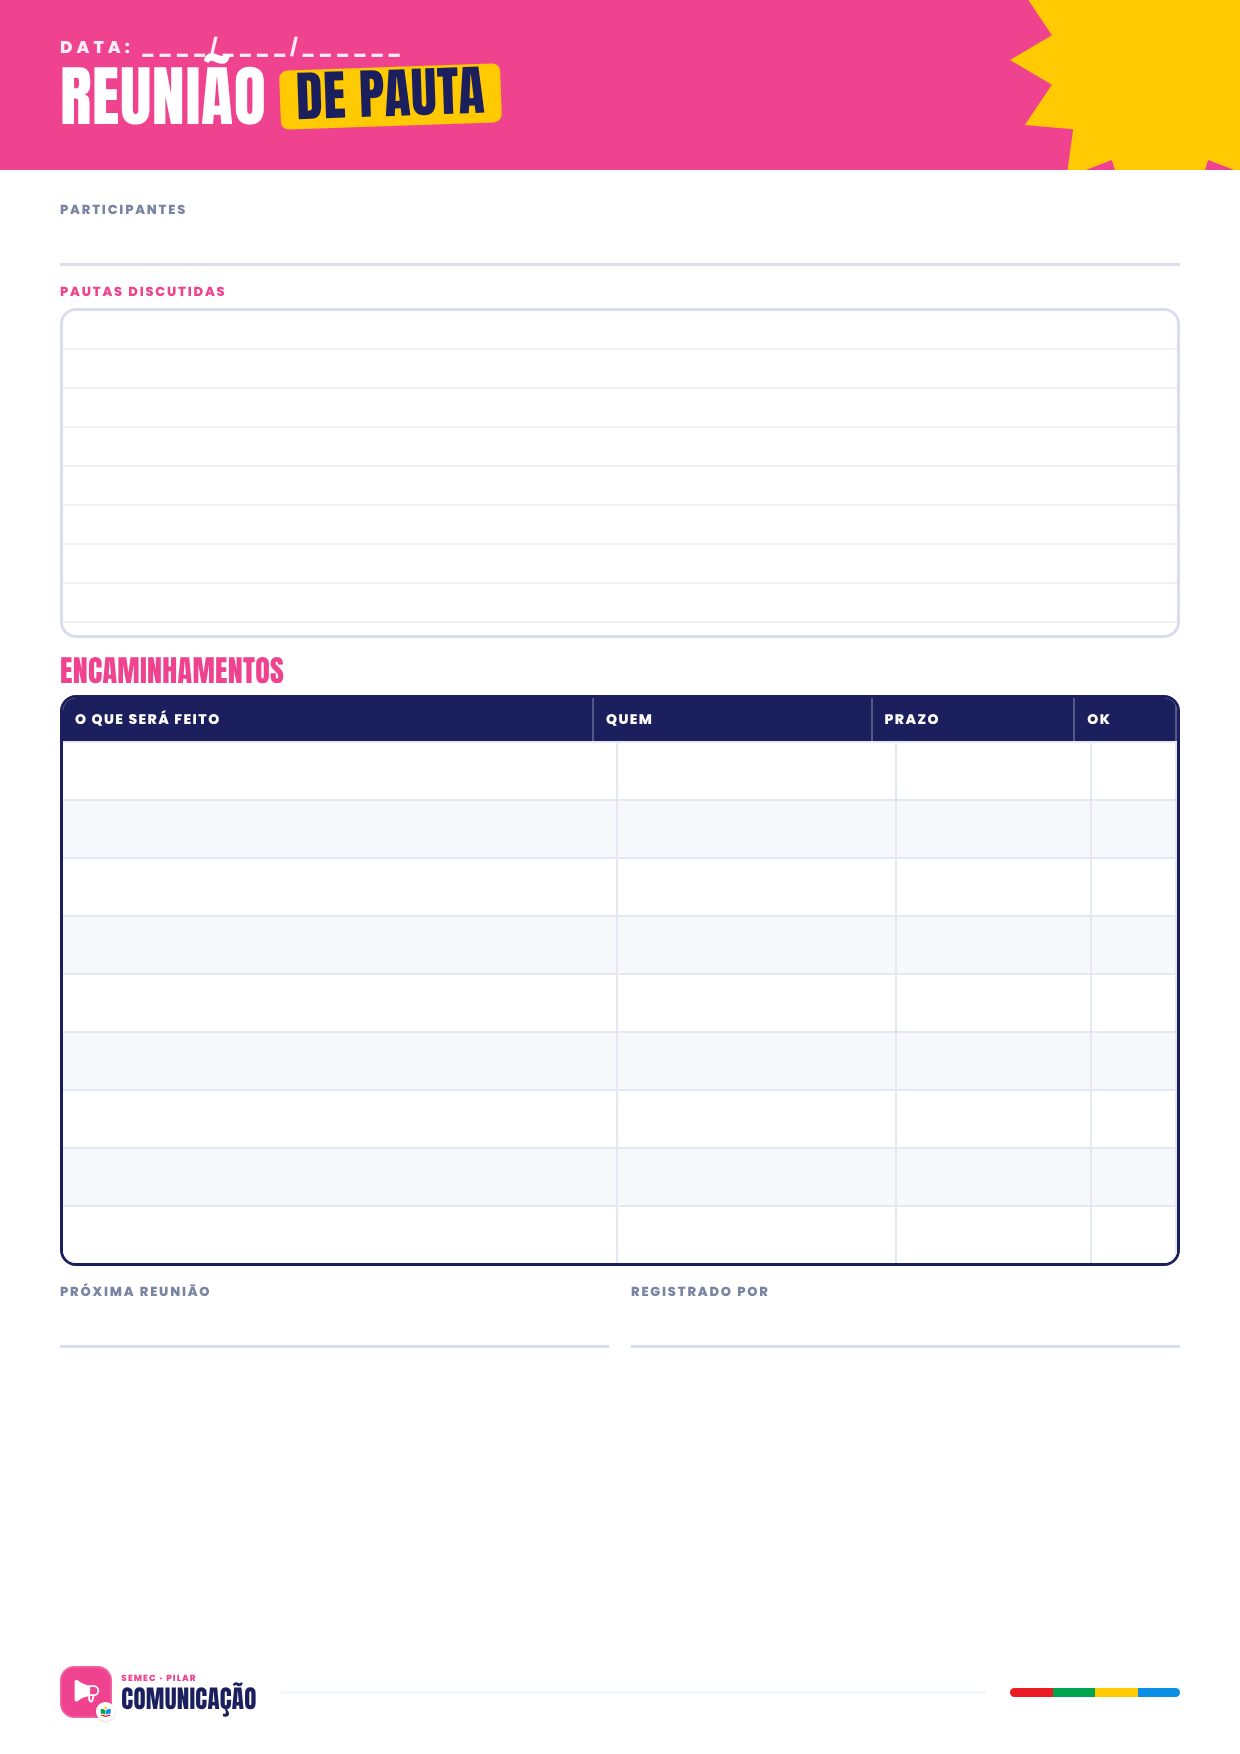 DATA: ____/____/______
REUNIÃO DE PAUTA
PARTICIPANTES
PAUTAS DISCUTIDAS
ENCAMINHAMENTOS
O QUE SERÁ FEITO QUEM PRAZO OK
PRÓXIMA REUNIÃO REGISTRADO POR
SEMEC · PILAR
COMUNICAÇÃO